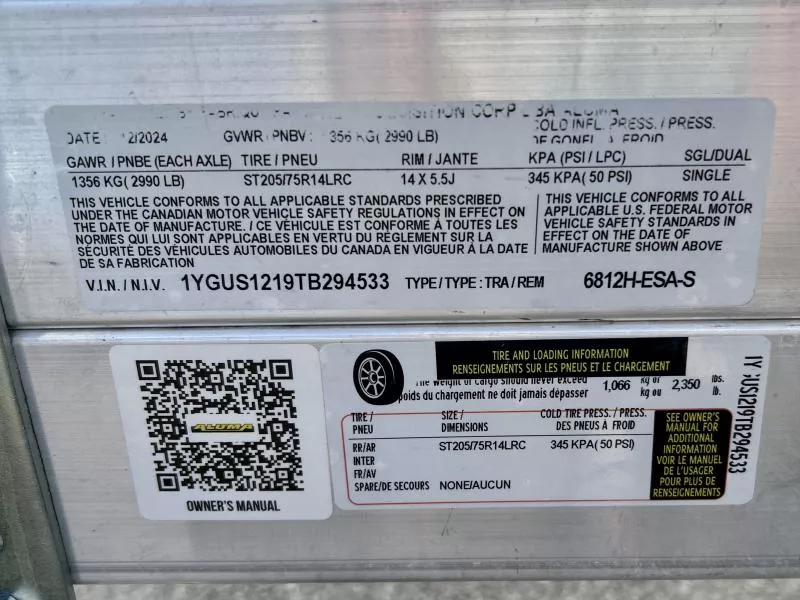 CORP
ALUMA
DATE 12/2024 GVWR / PNBV : 1356 KG( 2990 LB) COLD INFL. PRESS. / PRESS.
DE GONFL. À FROID
GAWR / PNBE (EACH AXLE) TIRE / PNEU RIM / JANTE KPA (PSI / LPC) SGL/DUAL
1356 KG( 2990 LB) ST205/75R14LRC 14 X 5.5J 345 KPA( 50 PSI) SINGLE
THIS VEHICLE CONFORMS TO ALL APPLICABLE STANDARDS PRESCRIBED
UNDER THE CANADIAN MOTOR VEHICLE SAFETY REGULATIONS IN EFFECT ON
THE DATE OF MANUFACTURE. / CE VÉHICULE EST CONFORME À TOUTES LES
NORMES QUI LUI SONT APPLICABLES EN VERTU DU RÈGLEMENT SUR LA
SÉCURITÉ DES VÉHICULES AUTOMOBILES DU CANADA EN VIGUEUR À LA DATE
DE SA FABRICATION
THIS VEHICLE CONFORMS TO ALL
APPLICABLE U.S. FEDERAL MOTOR
VEHICLE SAFETY STANDARDS IN
EFFECT ON THE DATE OF
MANUFACTURE SHOWN ABOVE
V.I.N. / N.I.V. 1YGUS1219TB294533 TYPE / TYPE : TRA / REM 6812H-ESA-S
ALUMA
OWNER'S MANUAL
TIRE AND LOADING INFORMATION
RENSEIGNEMENTS SUR LES PNEUS ET LE CHARGEMENT
The weight of cargo should never exceed 1,066 kg or 2,350 lbs.
poids du chargement ne doit jamais dépasser kg ou lb.
TIRE / SIZE / COLD TIRE PRESS. / PRESS.
PNEU DIMENSIONS DES PNEUS À FROID
RR/AR ST205/75R14LRC 345 KPA( 50 PSI)
INTER
FR/AV
SPARE/DE SECOURS NONE/AUCUN
SEE OWNER'S
MANUAL FOR
ADDITIONAL
INFORMATION
VOIR LE MANUEL
DE L'USAGER
POUR PLUS DE
RENSEIGNEMENTS
1YGUS1219TB294533